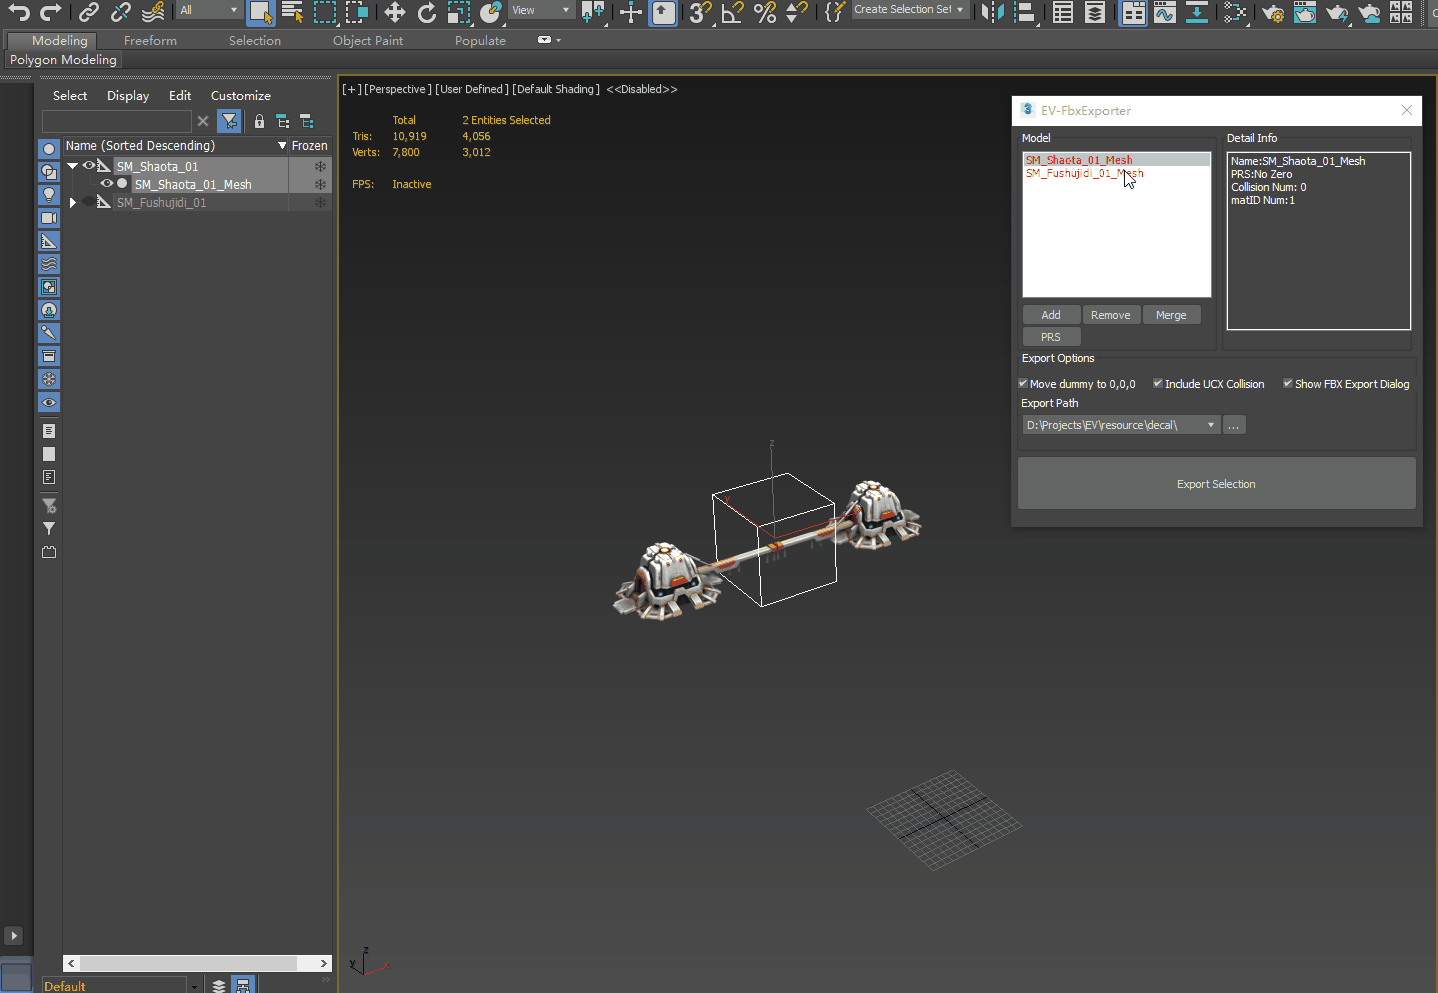 All
View
Create Selection Set
Modeling
Freeform
Selection
Object Paint
Populate
Polygon Modeling
Select
Display
Edit
Customize
Name (Sorted Descending)
Frozen
SM_Shaota_01
SM_Shaota_01_Mesh
SM_Fushujidi_01
Default
[+] [Perspective] [User Defined] [Default Shading] <<Disabled>>
Total
2 Entities Selected
Tris: 10,919 4,056
Verts: 7,800 3,012
FPS: Inactive
z
y
x
z
y
x
EV-FbxExporter
Model
SM_Shaota_01_Mesh
SM_Fushujidi_01_Mesh
Add
Remove
Merge
PRS
Detail Info
Name:SM_Shaota_01_Mesh
PRS:No Zero
Collision Num: 0
matID Num:1
Export Options
Move dummy to 0,0,0
Include UCX Collision
Show FBX Export Dialog
Export Path
D:\Projects\EV\resource\decal\
...
Export Selection